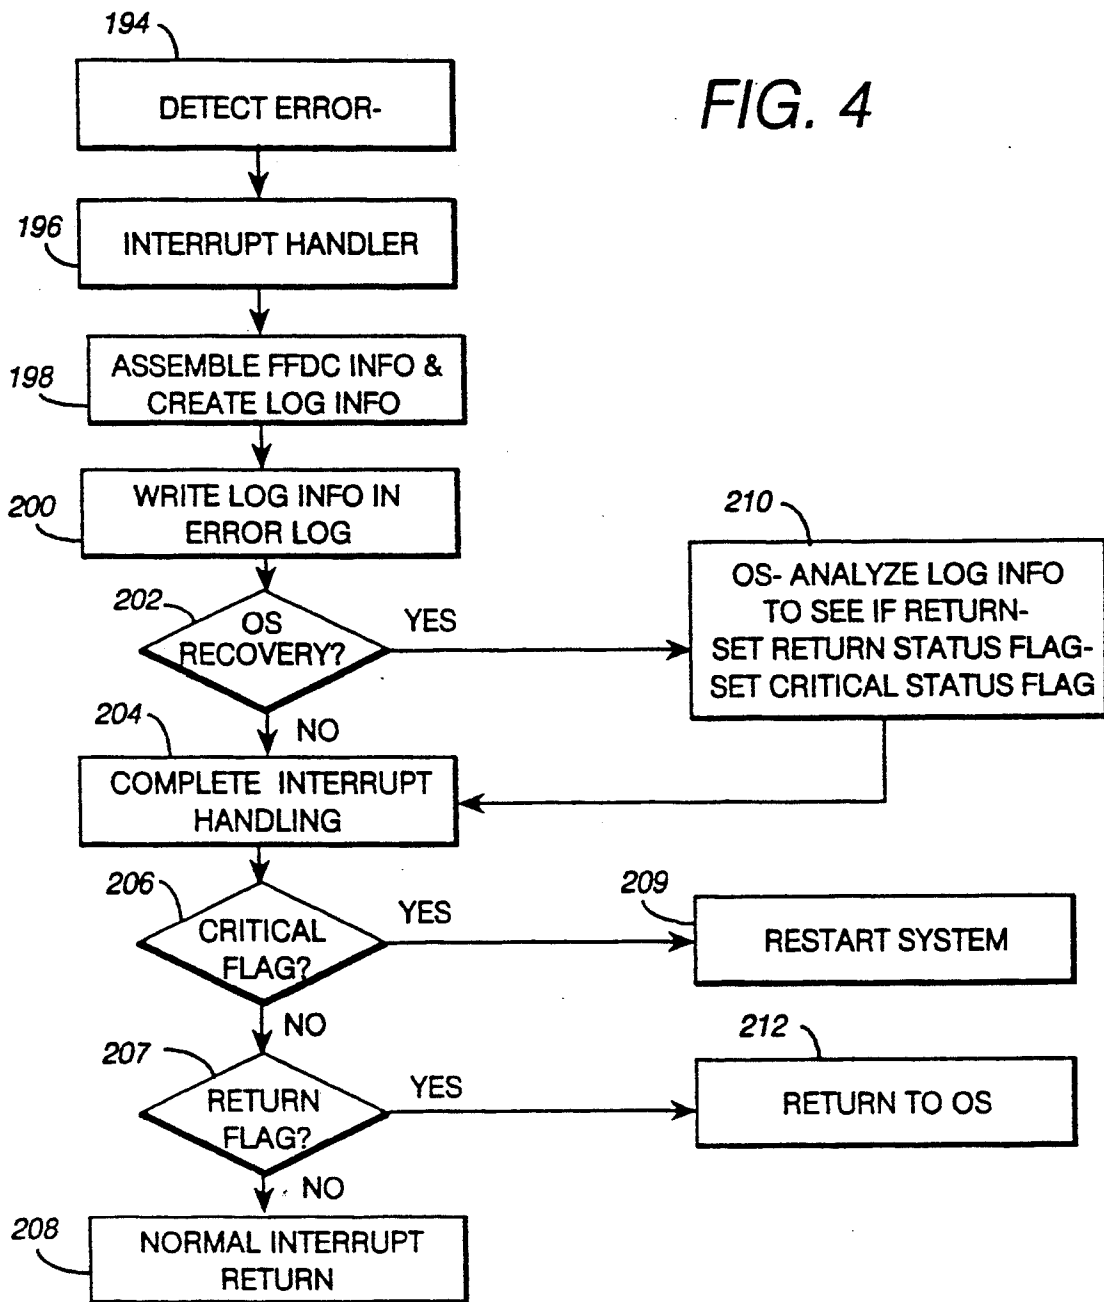 194
DETECT ERROR-
FIG. 4
196
INTERRUPT HANDLER
198
ASSEMBLE FFDC INFO &
CREATE LOG INFO
200
WRITE LOG INFO IN
ERROR LOG
202
OS
RECOVERY?
YES
210
OS- ANALYZE LOG INFO
TO SEE IF RETURN-
SET RETURN STATUS FLAG-
SET CRITICAL STATUS FLAG
NO
204
COMPLETE INTERRUPT
HANDLING
206
CRITICAL
FLAG?
YES
209
RESTART SYSTEM
NO
207
RETURN
FLAG?
YES
212
RETURN TO OS
NO
208
NORMAL INTERRUPT
RETURN